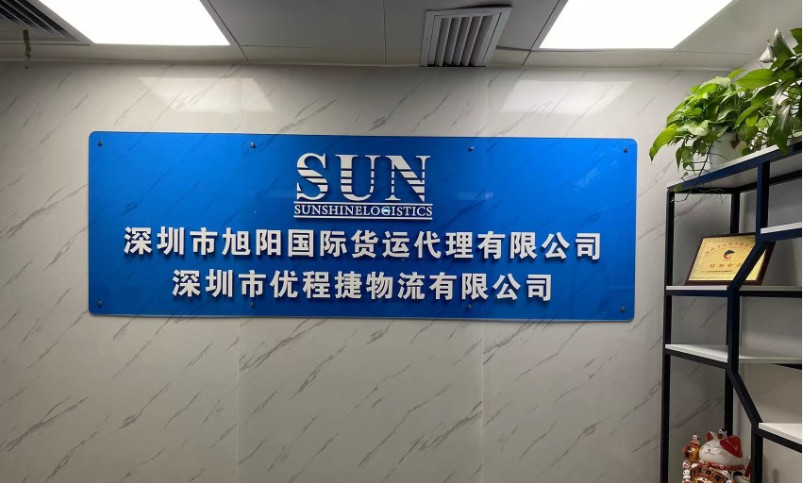 SUN
SUNSHINELOGISTICS
深圳市旭阳国际货运代理有限公司
深圳市优程捷物流有限公司